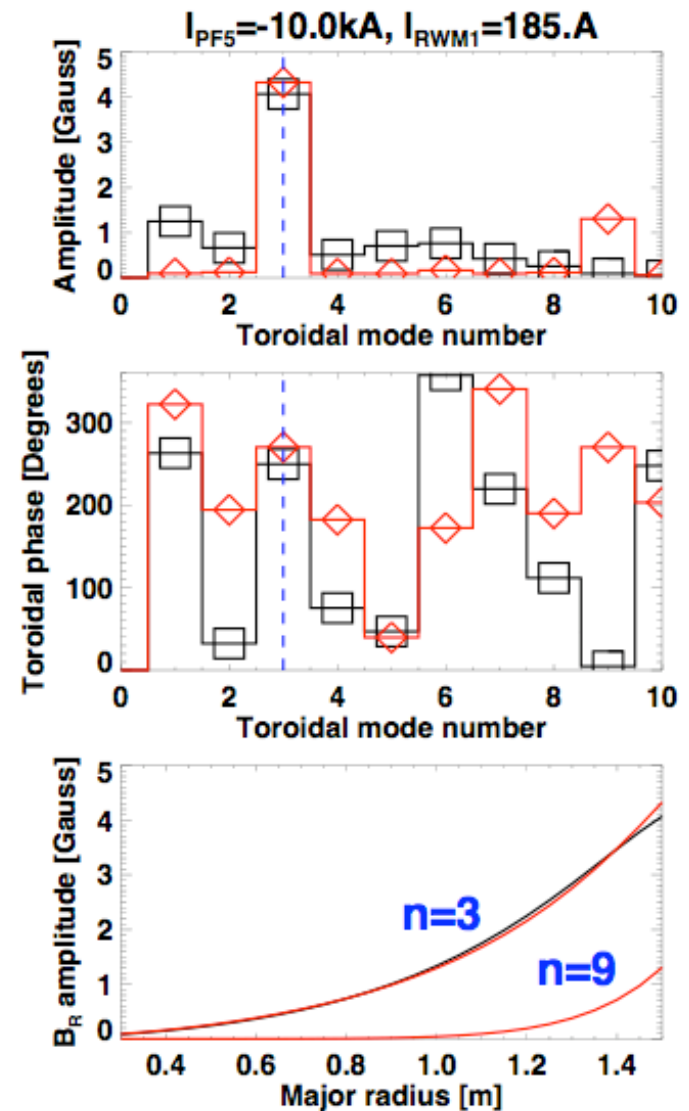 I_PF5=-10.0kA, I_RWM1=185.A
Amplitude [Gauss]
5
4
3
2
1
0
0 2 4 6 8 10
Toroidal mode number
Toroidal phase [Degrees]
300
200
100
0
0 2 4 6 8 10
Toroidal mode number
B_R amplitude [Gauss]
5
4
3
2
1
0
n=3
n=9
0.4 0.6 0.8 1.0 1.2 1.4
Major radius [m]